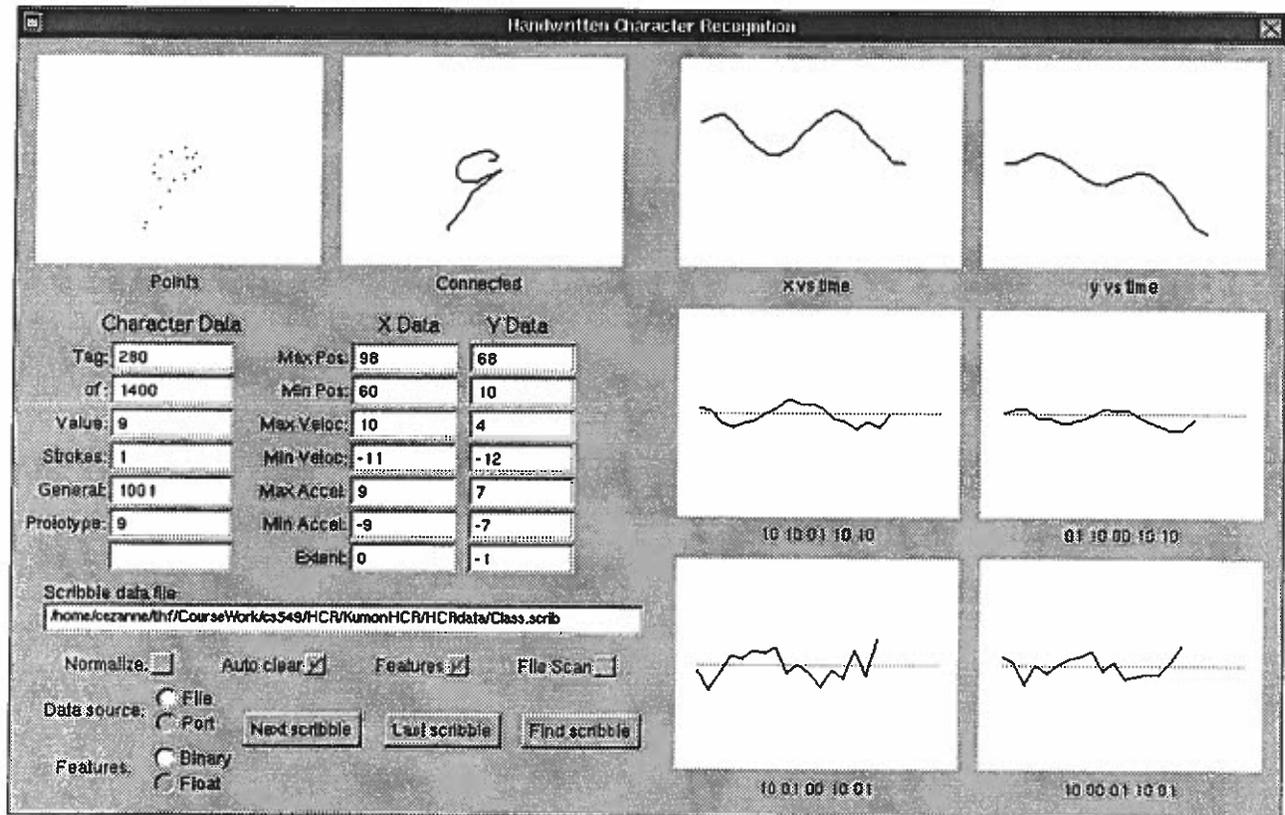 Handwritten Character Recognition
Points
Connected
x vs time
y vs time
Character Data
X Data
Y Data
Tag: 280
Max Pos: 98 68
of: 1400
Min Pos: 60 10
Value: 9
Max Veloc: 10 4
Strokes: 1
Min Veloc: -11 -12
General: 1001
Max Accel: 9 7
Prototype: 9
Min Accel: -9 -7
Extent: 0 -1
10 10 01 10 10
01 10 00 10 10
Scribble data file
/home/cezanne/thf/CourseWork/cs549/HCR/KumonHCR/HCRdata/Class.scrib
Normalize:
Auto clear
Features
File Scan
Data source: File
Port
Next scribble
Last scribble
Find scribble
Features: Binary
Float
10 01 00 10 01
10 00 01 10 01